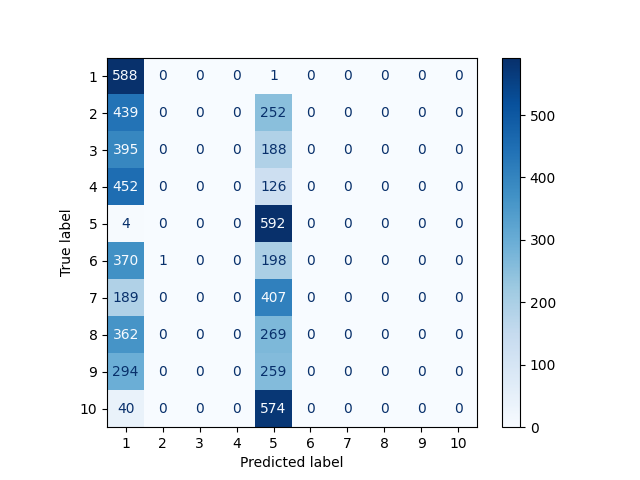 1 588 0 0 0 1 0 0 0 0 0
2 439 0 0 0 252 0 0 0 0 0
3 395 0 0 0 188 0 0 0 0 0
4 452 0 0 0 126 0 0 0 0 0
5 4 0 0 0 592 0 0 0 0 0
6 370 1 0 0 198 0 0 0 0 0
7 189 0 0 0 407 0 0 0 0 0
8 362 0 0 0 269 0 0 0 0 0
9 294 0 0 0 259 0 0 0 0 0
10 40 0 0 0 574 0 0 0 0 0
1 2 3 4 5 6 7 8 9 10
Predicted label
True label
500
400
300
200
100
0